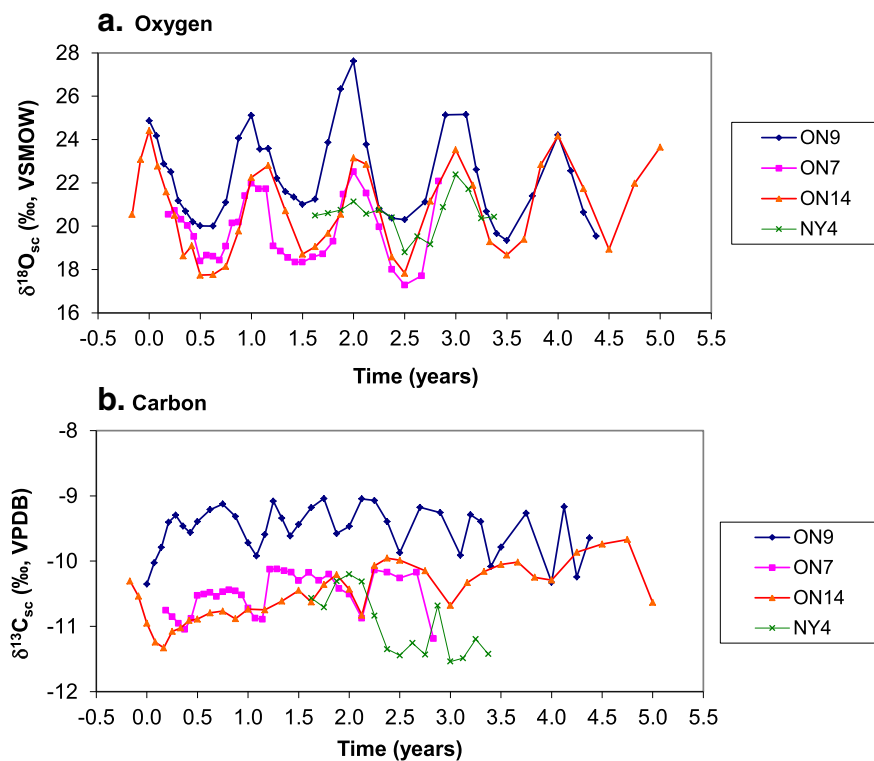 a. Oxygen
δ18Osc (‰, VSMOW)
28
26
24
22
20
18
16
-0.5 0.0 0.5 1.0 1.5 2.0 2.5 3.0 3.5 4.0 4.5 5.0 5.5
Time (years)
ON9
ON7
ON14
NY4
b. Carbon
δ13Csc (‰, VPDB)
-8
-9
-10
-11
-12
-0.5 0.0 0.5 1.0 1.5 2.0 2.5 3.0 3.5 4.0 4.5 5.0 5.5
Time (years)
ON9
ON7
ON14
NY4